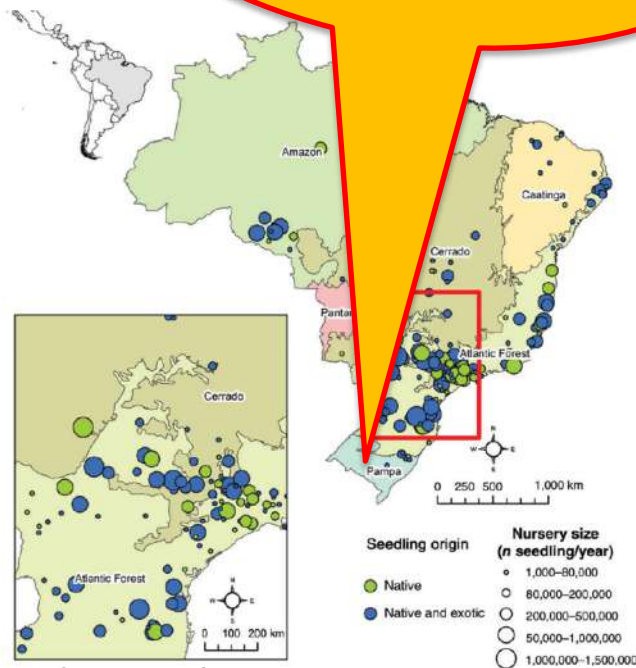 Amazon
Caatinga
Cerrado
Atlantic Forest
Pampa
N
W
E
S
0 250 500 1,000 km
Cerrado
Atlantic Forest
N
W
E
S
0 100 200 km
Seedling origin
Native
Native and exotic
Nursery size
(n seedling/year)
1,000–80,000
80,000–200,000
200,000–500,000
50,000–1,000,000
1,000,000–1,500,000